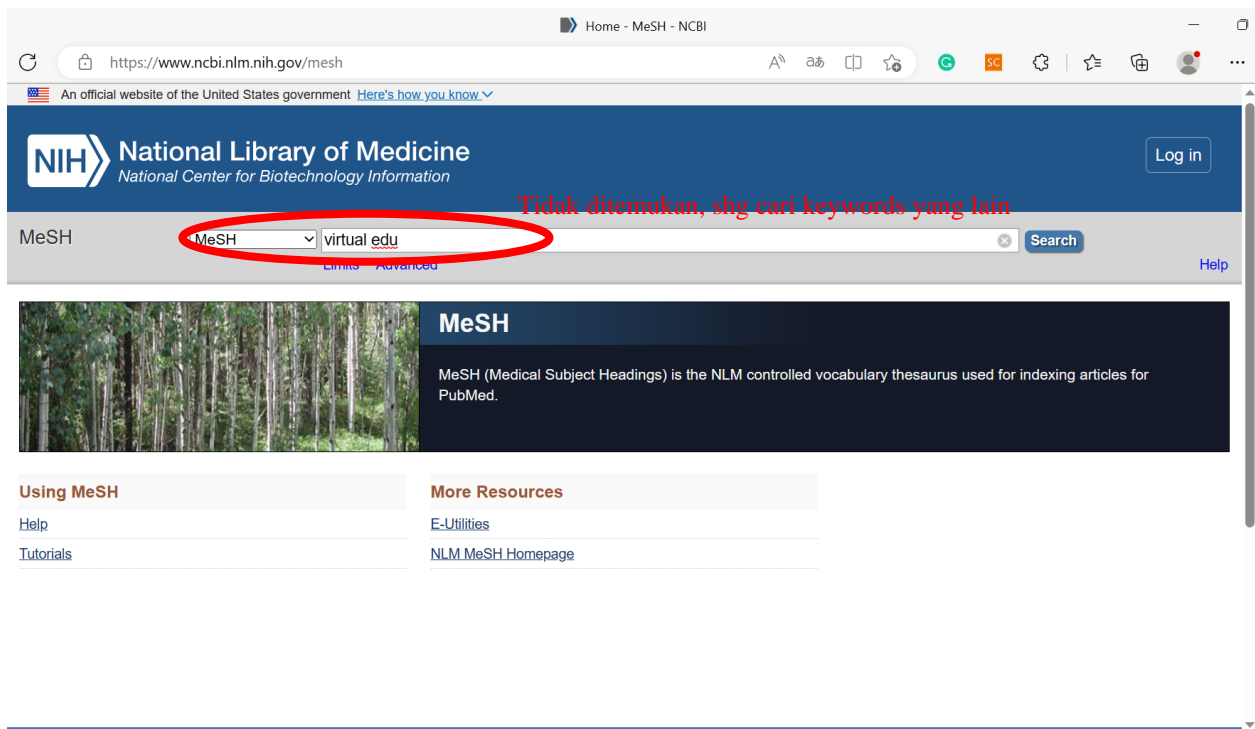 Home - MeSH - NCBI
https://www.ncbi.nlm.nih.gov/mesh
An official website of the United States government Here's how you know
NIH National Library of Medicine
National Center for Biotechnology Information
Log in
Tidak ditemukan, shg cari keywords yang lain
MeSH MeSH virtual edu Search
Limits Advanced Help
MeSH
MeSH (Medical Subject Headings) is the NLM controlled vocabulary thesaurus used for indexing articles for
PubMed.
Using MeSH
Help
Tutorials
More Resources
E-Utilities
NLM MeSH Homepage